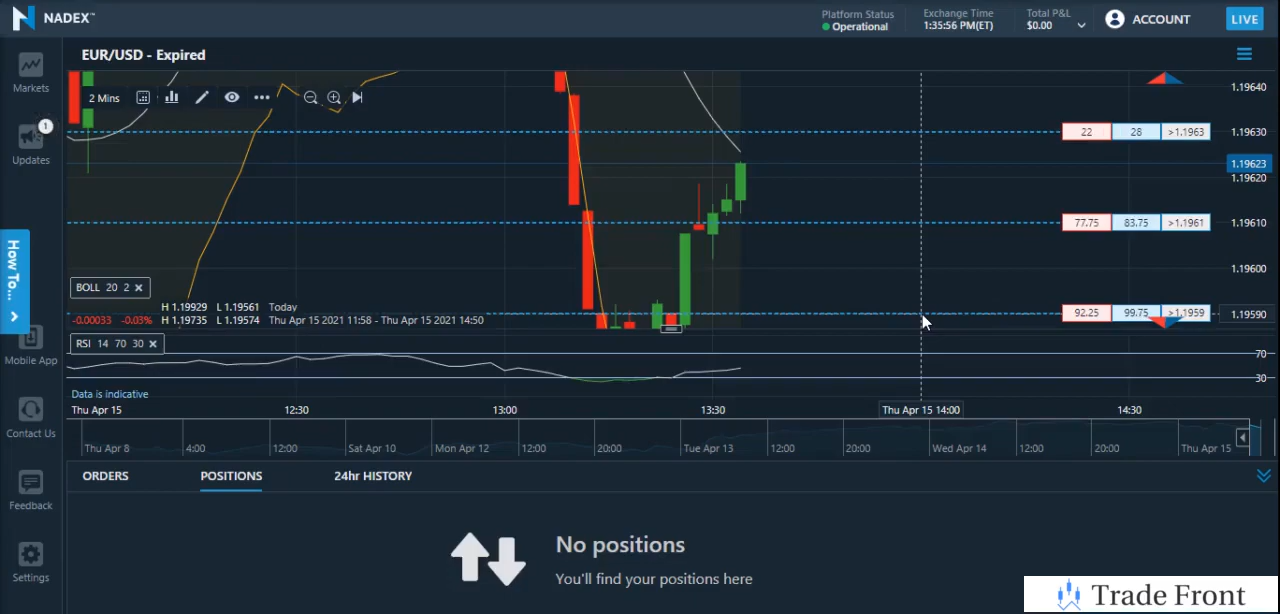 NADEX™
Platform Status
Operational
Exchange Time
1:35:56 PM(ET)
Total P&L
$0.00
ACCOUNT
LIVE
EUR/USD - Expired
Markets
1
Updates
How To...
Mobile App
Contact Us
Feedback
Settings
2 Mins
1.19640
22 28 >1.1963 1.19630
1.19623
1.19620
77.75 83.75 >1.1961 1.19610
1.19600
92.25 99.75 >1.1959 1.19590
BOLL 20 2
H 1.19929 L 1.19561 Today
-0.00033 -0.03% H 1.19735 L 1.19574 Thu Apr 15 2021 11:58 - Thu Apr 15 2021 14:50
RSI 14 70 30
70
30
Data is indicative
Thu Apr 15 12:30 13:00 13:30 Thu Apr 15 14:00 14:30
Thu Apr 8 4:00 12:00 Sat Apr 10 Mon Apr 12 12:00 20:00 Tue Apr 13 12:00 20:00 Wed Apr 14 12:00 20:00 Thu Apr 15
ORDERS POSITIONS 24hr HISTORY
No positions
You'll find your positions here
Trade Front